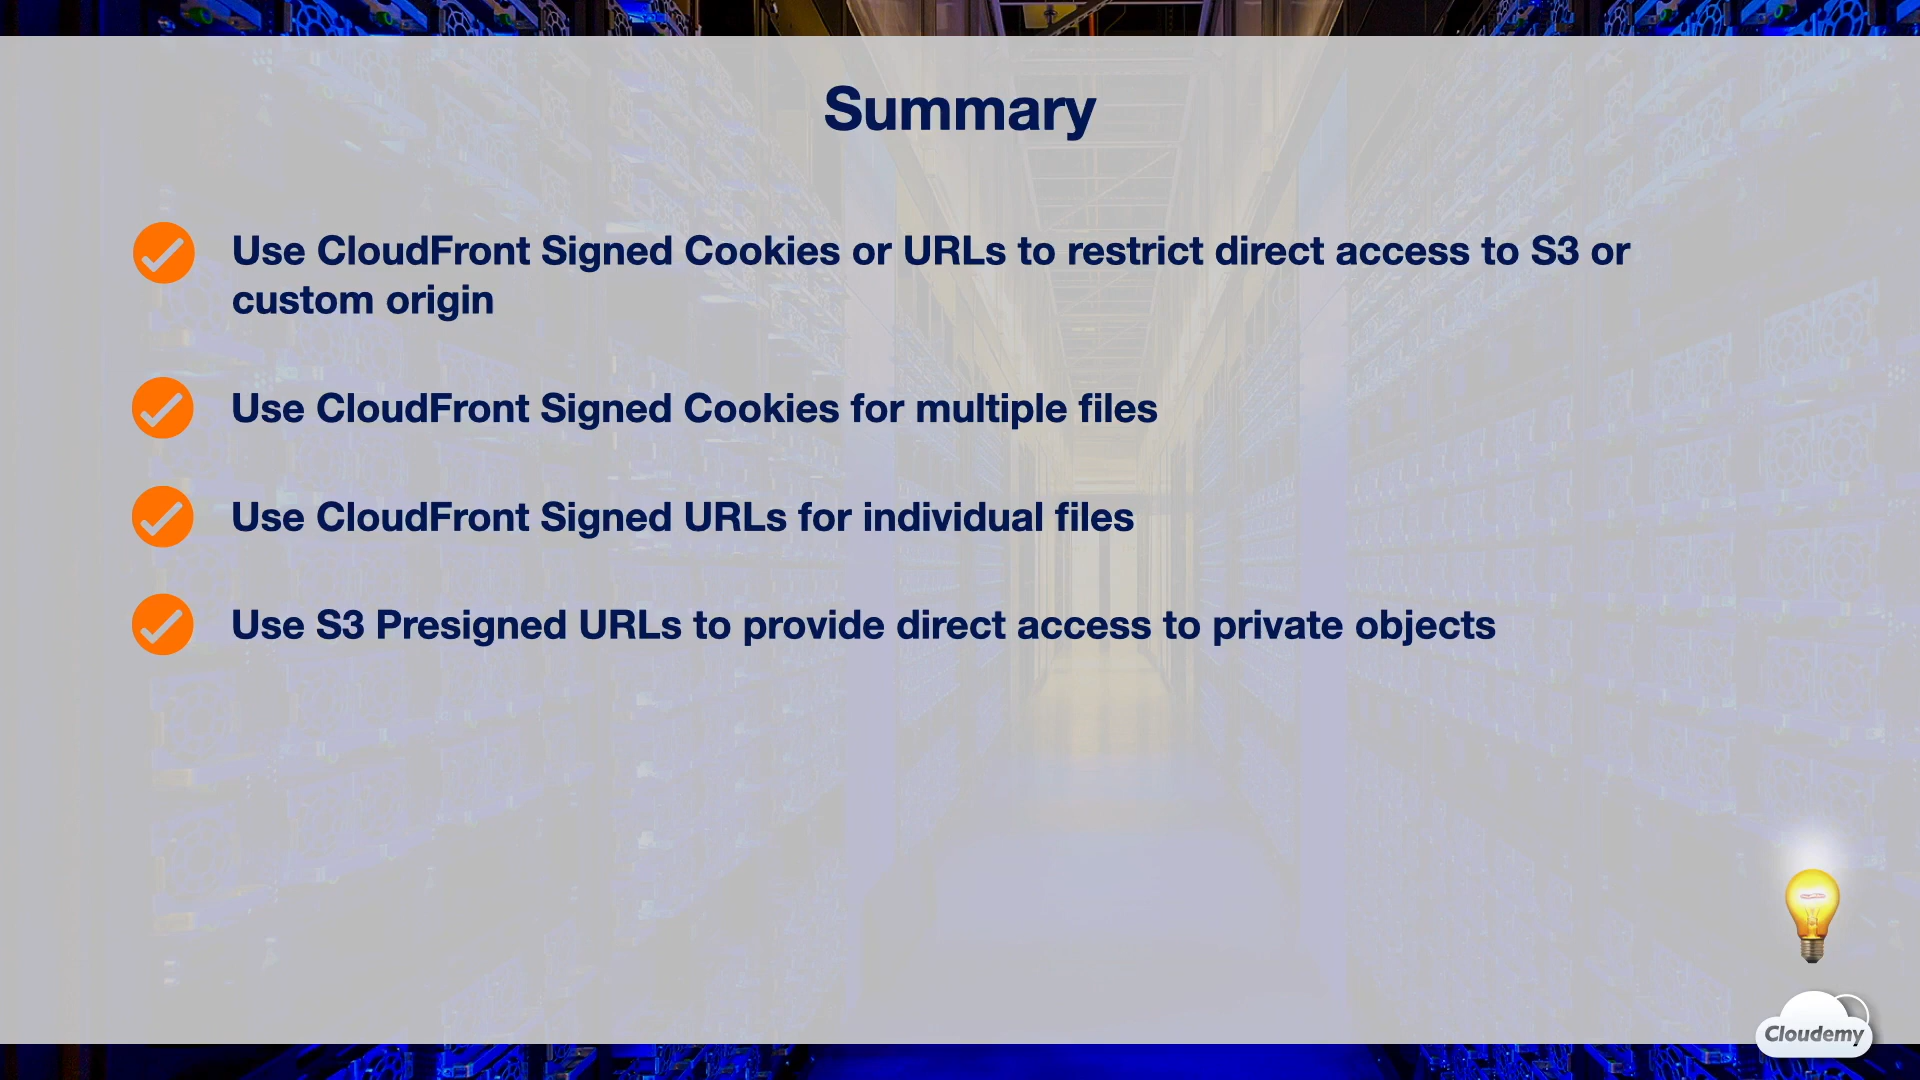 Summary
Use CloudFront Signed Cookies or URLs to restrict direct access to S3 or
custom origin
Use CloudFront Signed Cookies for multiple files
Use CloudFront Signed URLs for individual files
Use S3 Presigned URLs to provide direct access to private objects
Cloudemy